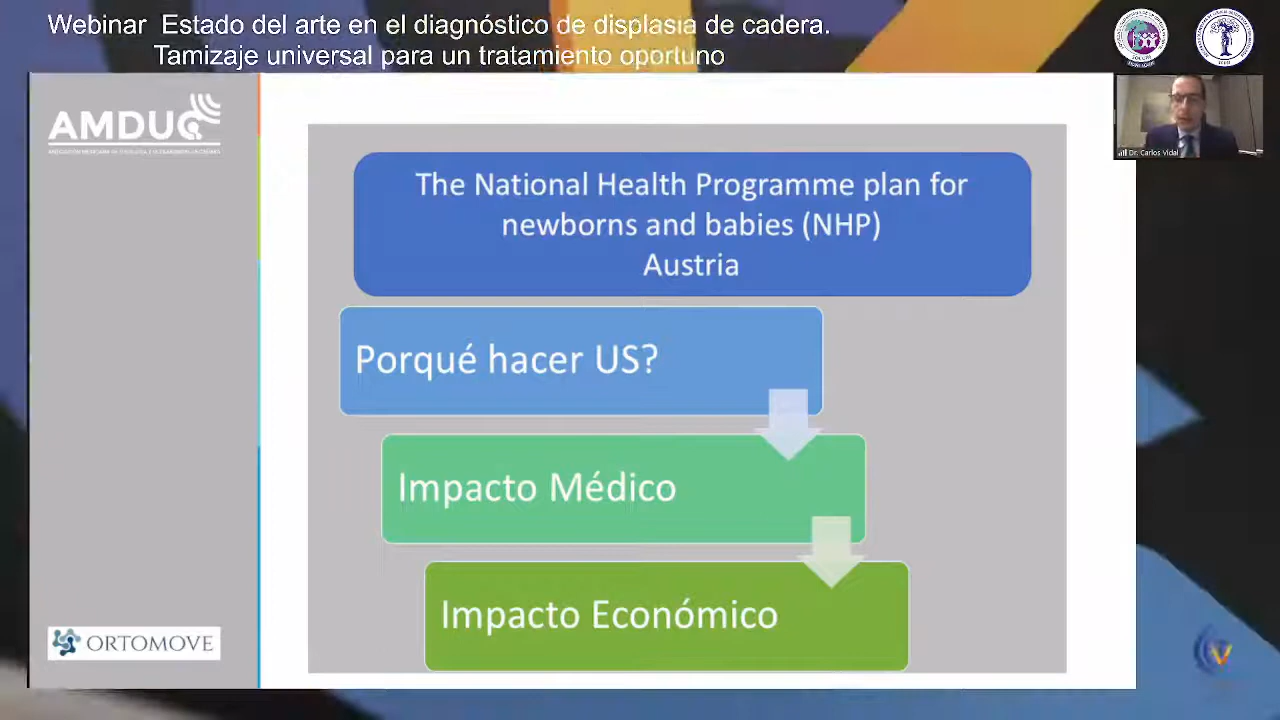 Webinar Estado del arte en el diagnóstico de displasia de cadera.
Tamizaje universal para un tratamiento oportuno
AMDUC
Dr. Carlos Vidal
The National Health Programme plan for
newborns and babies (NHP)
Austria
Porqué hacer US?
Impacto Médico
Impacto Económico
ORTOMOVE